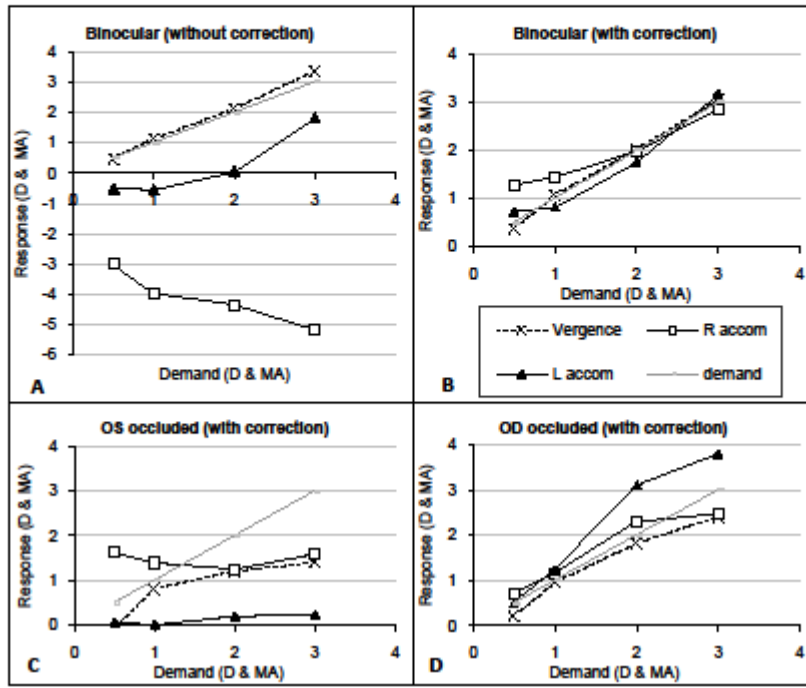 Binocular (without correction)
Response (D & MA)
4
3
2
1
0
-1
-2
-3
-4
-5
-6
1
2
3
4
Demand (D & MA)
A
Binocular (with correction)
Response (D & MA)
4
3
2
1
0
0
1
2
3
4
Demand (D & MA)
Vergence
R accom
L accom
demand
B
OS occluded (with correction)
Response (D & MA)
4
3
2
1
0
0
1
2
3
4
Demand (D & MA)
C
OD occluded (with correction)
Response (D & MA)
4
3
2
1
0
0
1
2
3
4
Demand (D & MA)
D